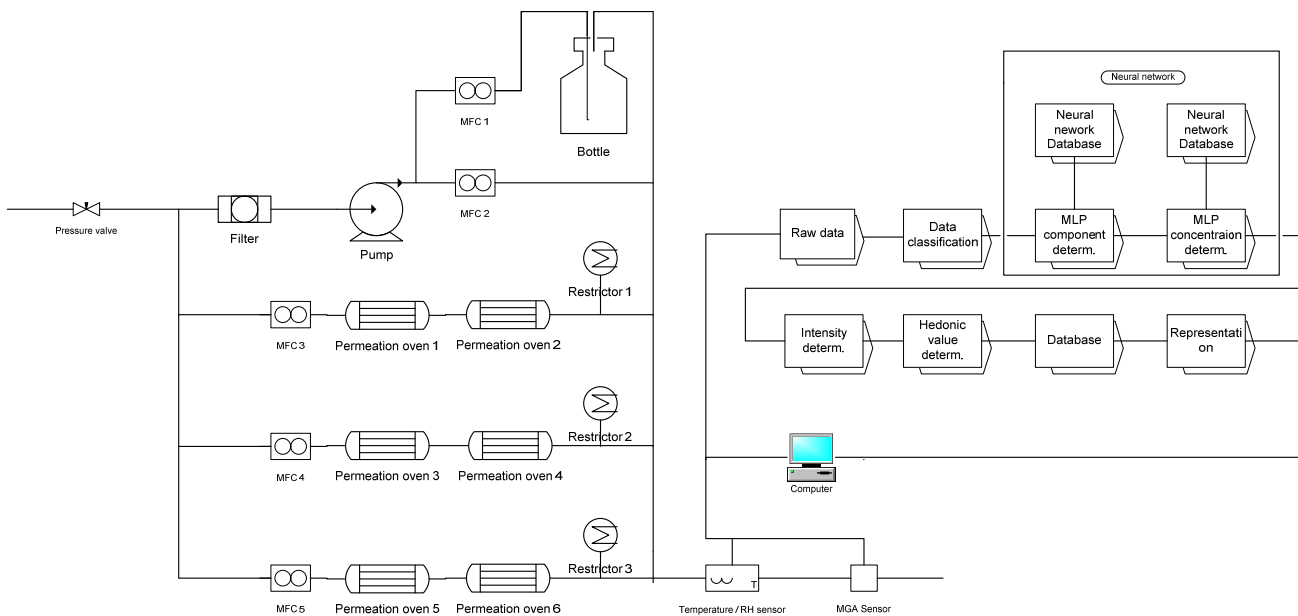 Neural network
Neural
nework
Database
Neural
network
Database
MFC 1
Bottle
MFC 2
Pressure valve
Filter
Pump
Raw data
Data
classification
MLP
component
determ.
MLP
concentraion
determ.
Restrictor 1
MFC 3
Permeation oven 1
Permeation oven 2
Intensity
determ.
Hedonic
value
determ.
Database
Representati
on
Restrictor 2
MFC 4
Permeation oven 3
Permeation oven 4
Computer
Restrictor 3
MFC 5
Permeation oven 5
Permeation oven 6
T
Temperature / RH sensor
MGA Sensor